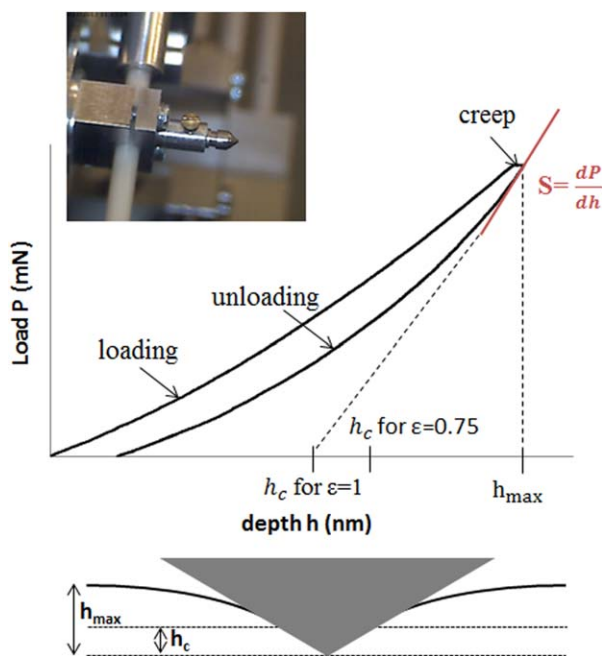 creep
S= dP
dh
Load P (mN)
unloading
loading
h_c for ε=0.75
h_c for ε=1
h_max
depth h (nm)
h_max
h_c